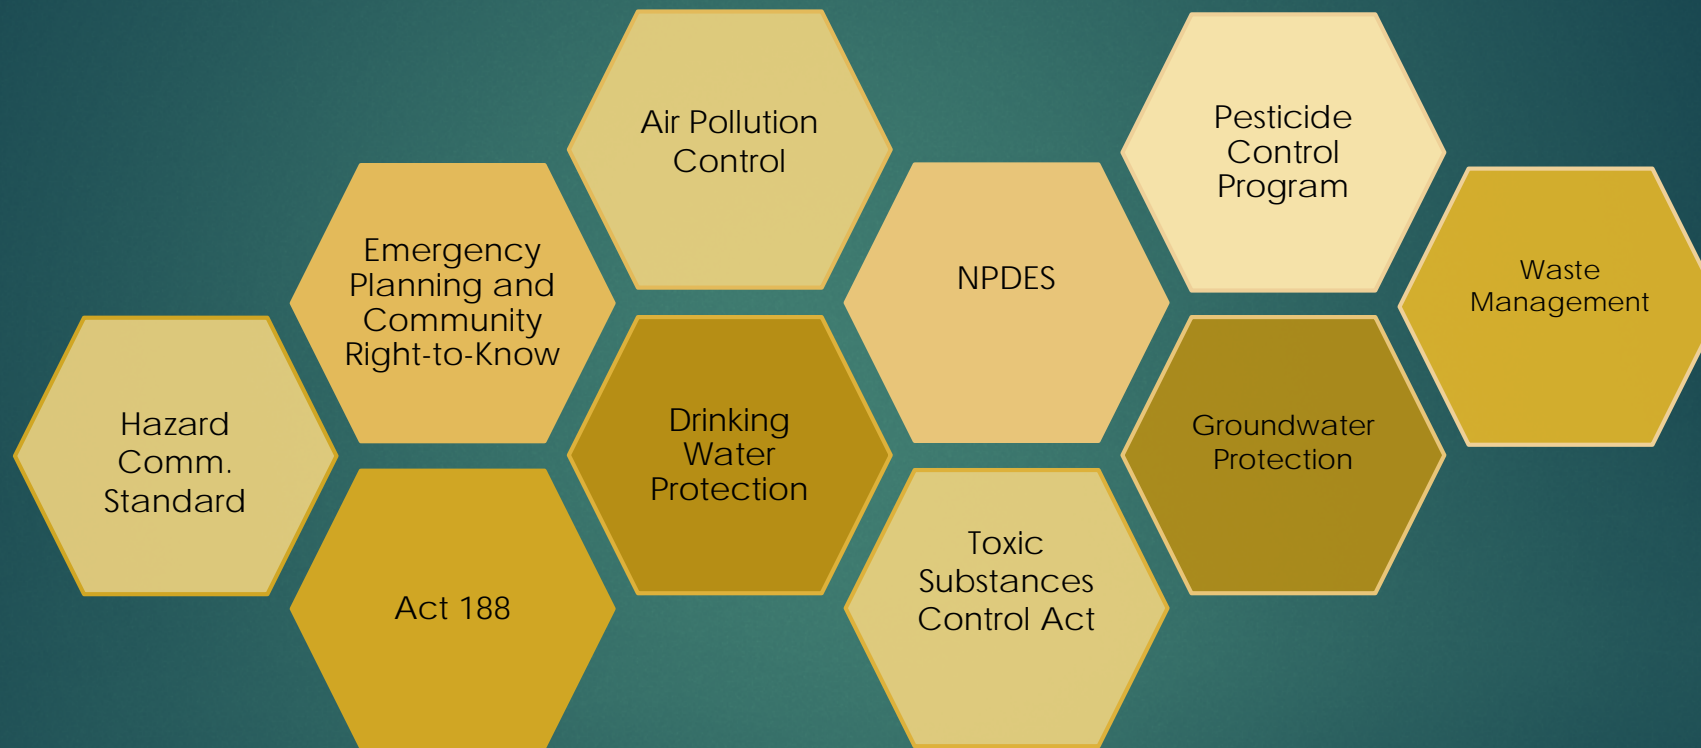 Air Pollution
Control
Pesticide
Control
Program
Emergency
Planning and
Community
Right-to-Know
NPDES
Waste
Management
Hazard
Comm.
Standard
Drinking
Water
Protection
Groundwater
Protection
Act 188
Toxic
Substances
Control Act